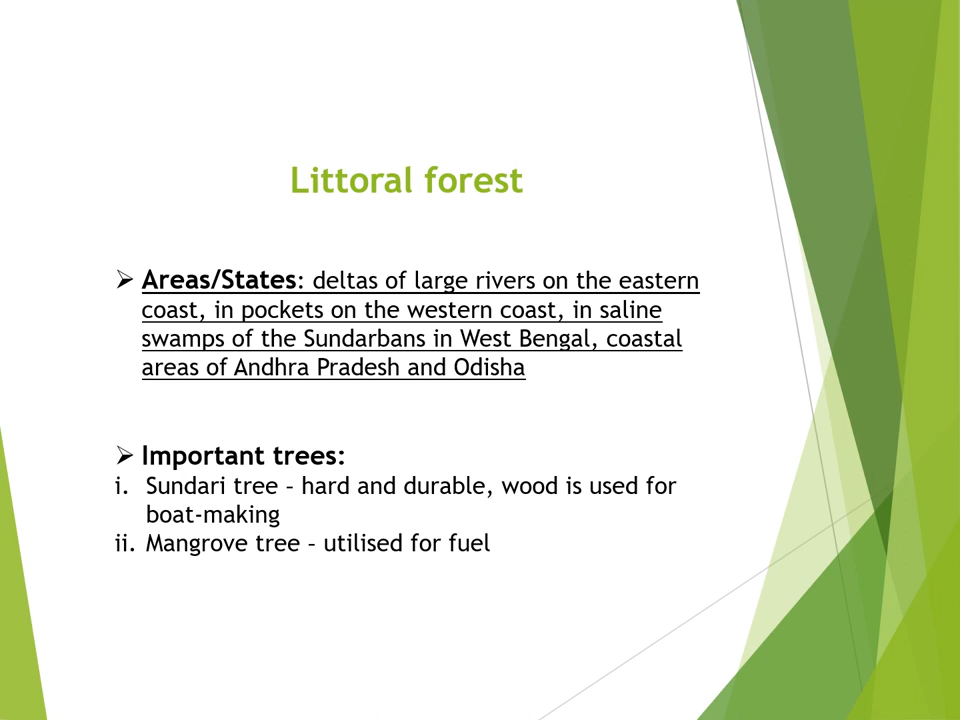 Littoral forest
➢ Areas/States: deltas of large rivers on the eastern
coast, in pockets on the western coast, in saline
swamps of the Sundarbans in West Bengal, coastal
areas of Andhra Pradesh and Odisha
➢ Important trees:
i. Sundari tree – hard and durable, wood is used for
boat-making
ii. Mangrove tree – utilised for fuel